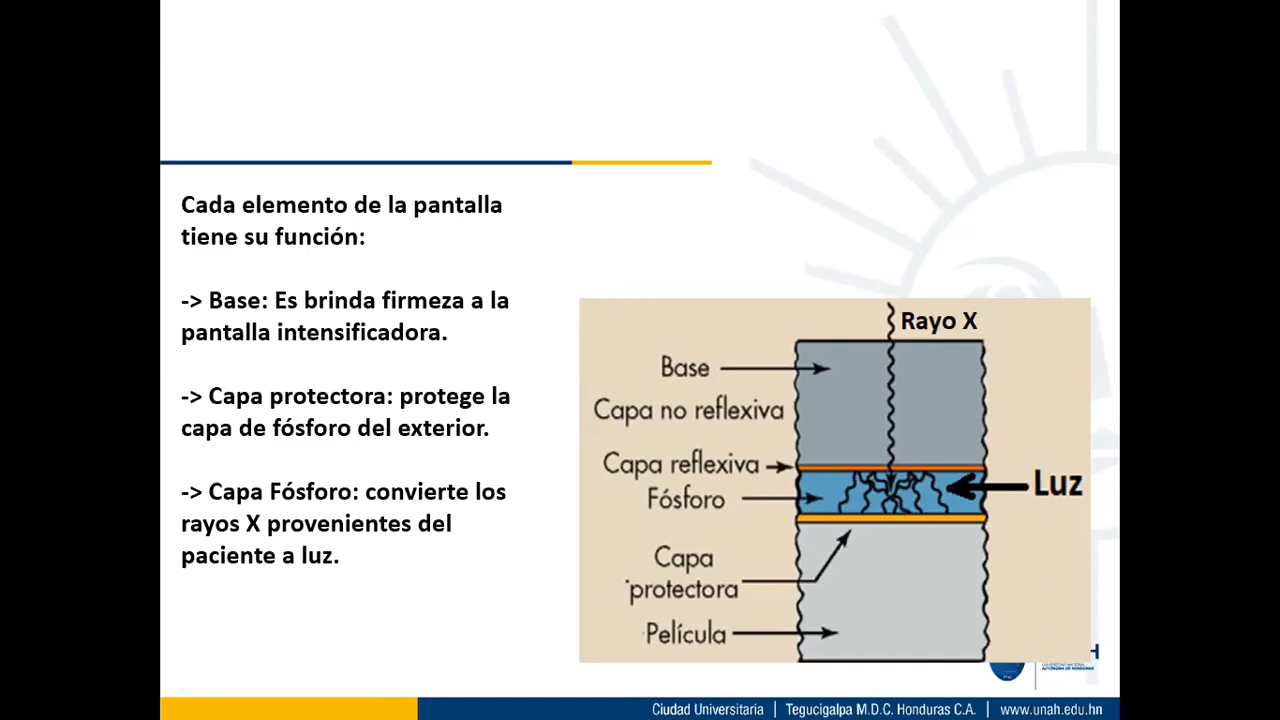 Cada elemento de la pantalla
tiene su función:
-> Base: Es brinda firmeza a la
pantalla intensificadora.
-> Capa protectora: protege la
capa de fósforo del exterior.
-> Capa Fósforo: convierte los
rayos X provenientes del
paciente a luz.
Rayo X
Base
Capa no reflexiva
Capa reflexiva
Luz
Fósforo
Capa
protectora
Película
Ciudad Universitaria | Tegucigalpa M.D.C. Honduras C.A. | www.unah.edu.hn